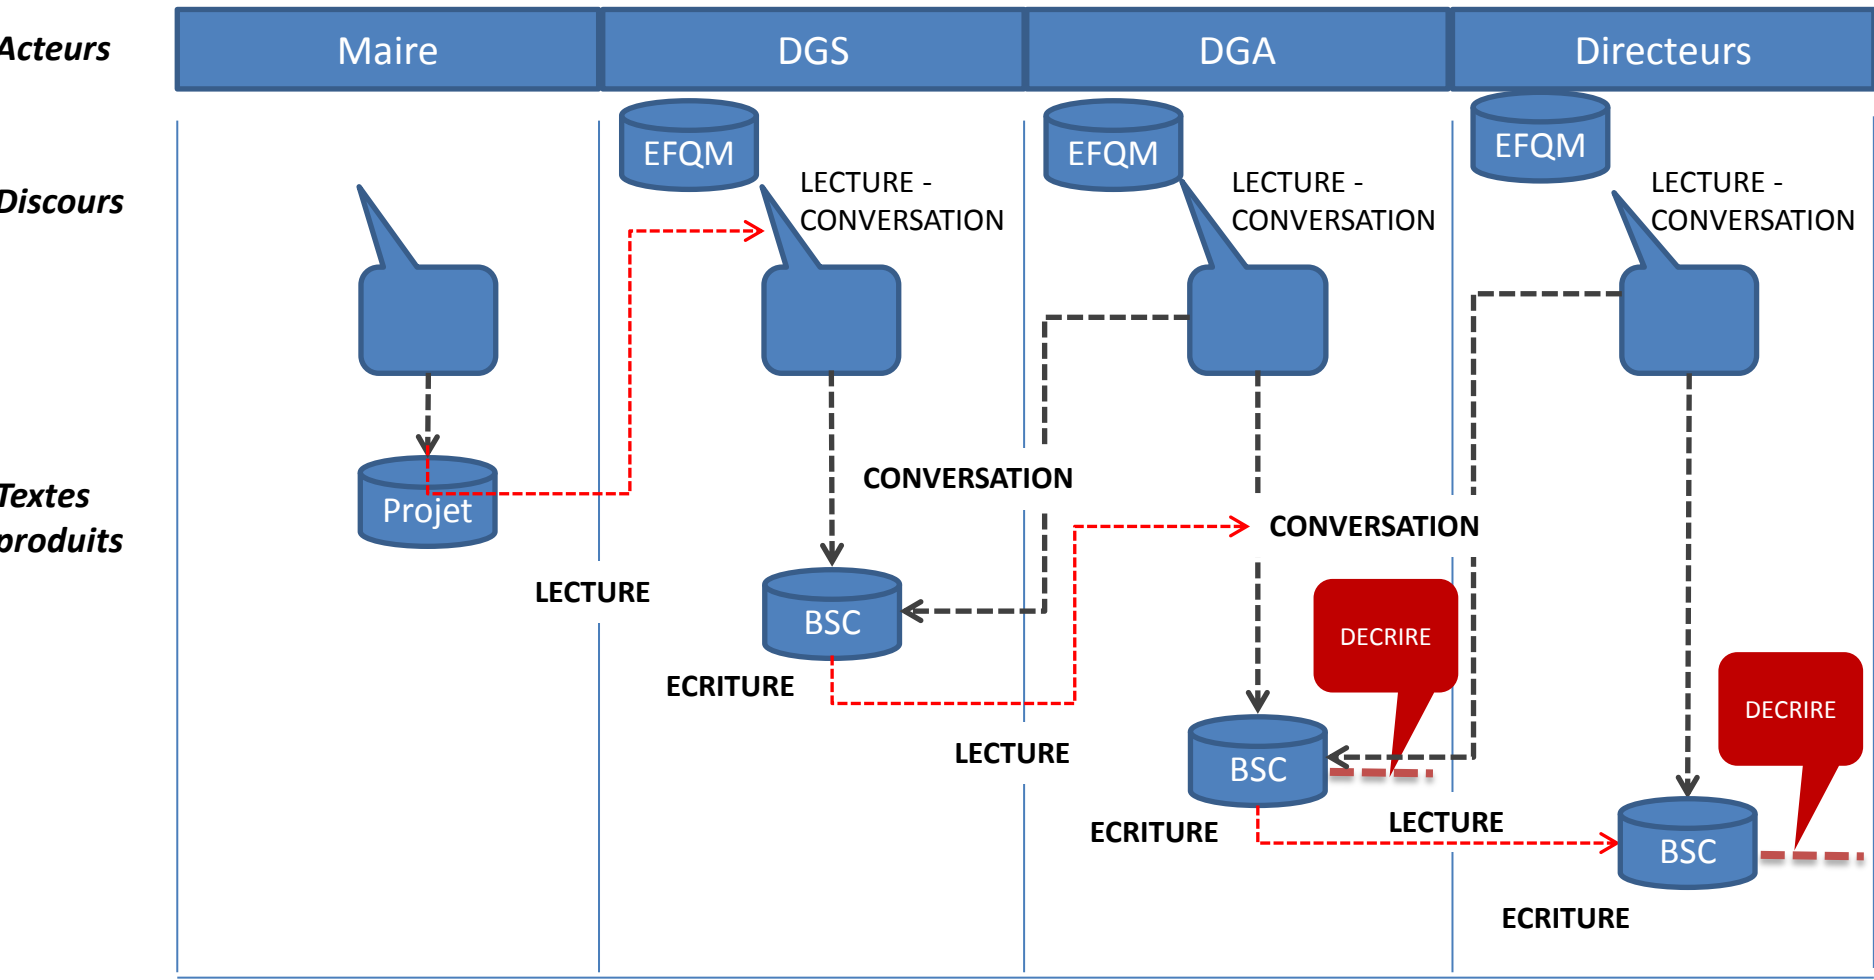 Acteurs
Maire
DGS
DGA
Directeurs
EFQM
EFQM
EFQM
Discours
LECTURE -
CONVERSATION
LECTURE -
CONVERSATION
LECTURE -
CONVERSATION
Textes
produits
Projet
CONVERSATION
CONVERSATION
LECTURE
BSC
DECRIRE
ECRITURE
DECRIRE
LECTURE
BSC
ECRITURE
LECTURE
BSC
ECRITURE